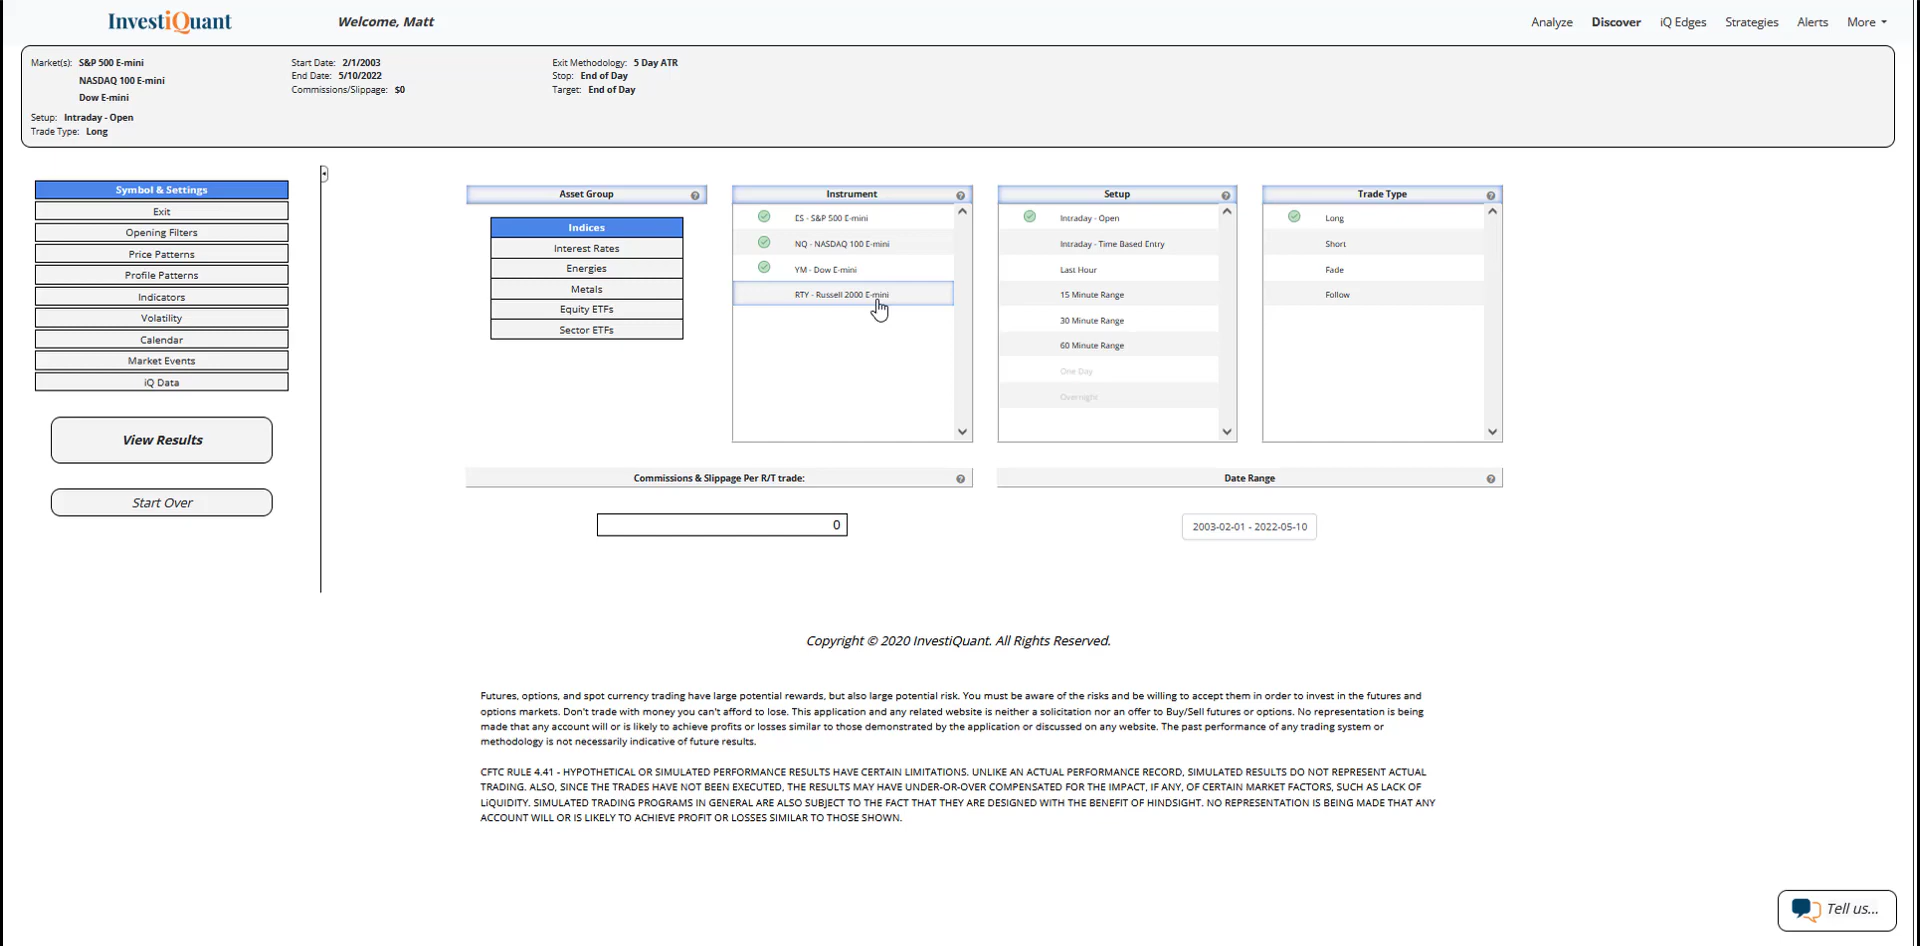 InvestiQuant
Welcome, Matt
Analyze
Discover
iQ Edges
Strategies
Alerts
More
Market(s): S&P 500 E-mini
NASDAQ 100 E-mini
Dow E-mini
Setup: Intraday - Open
Trade Type: Long
Start Date: 2/1/2003
End Date: 5/10/2022
Commissions/Slippage: $0
Exit Methodology: 5 Day ATR
Stop: End of Day
Target: End of Day
Symbol & Settings
Exit
Opening Filters
Price Patterns
Profile Patterns
Indicators
Volatility
Calendar
Market Events
iQ Data
View Results
Start Over
Asset Group
Indices
Interest Rates
Energies
Metals
Equity ETFs
Sector ETFs
Instrument
ES - S&P 500 E-mini
NQ - NASDAQ 100 E-mini
YM - Dow E-mini
RTY - Russell 2000 E-mini
Setup
Intraday - Open
Intraday - Time Based Entry
Last Hour
15 Minute Range
30 Minute Range
60 Minute Range
One Day
Overnight
Trade Type
Long
Short
Fade
Follow
Commissions & Slippage Per R/T trade:
0
Date Range
2003-02-01 - 2022-05-10
Copyright © 2020 InvestiQuant. All Rights Reserved.
Futures, options, and spot currency trading have large potential rewards, but also large potential risk. You must be aware of the risks and be willing to accept them in order to invest in the futures and
options markets. Don't trade with money you can't afford to lose. This application and any related website is neither a solicitation nor an offer to Buy/Sell futures or options. No representation is being
made that any account will or is likely to achieve profits or losses similar to those demonstrated by the application or discussed on any website. The past performance of any trading system or
methodology is not necessarily indicative of future results.
CFTC RULE 4.41 - HYPOTHETICAL OR SIMULATED PERFORMANCE RESULTS HAVE CERTAIN LIMITATIONS. UNLIKE AN ACTUAL PERFORMANCE RECORD, SIMULATED RESULTS DO NOT REPRESENT ACTUAL
TRADING. ALSO, SINCE THE TRADES HAVE NOT BEEN EXECUTED, THE RESULTS MAY HAVE UNDER-OR-OVER COMPENSATED FOR THE IMPACT, IF ANY, OF CERTAIN MARKET FACTORS, SUCH AS LACK OF
LIQUIDITY. SIMULATED TRADING PROGRAMS IN GENERAL ARE ALSO SUBJECT TO THE FACT THAT THEY ARE DESIGNED WITH THE BENEFIT OF HINDSIGHT. NO REPRESENTATION IS BEING MADE THAT ANY
ACCOUNT WILL OR IS LIKELY TO ACHIEVE PROFIT OR LOSSES SIMILAR TO THOSE SHOWN.
Tell us...